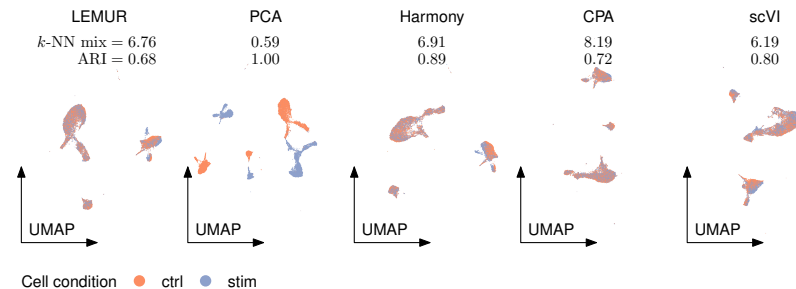 LEMUR PCA Harmony CPA scVI
k-NN mix = 6.76 0.59 6.91 8.19 6.19
ARI = 0.68 1.00 0.89 0.72 0.80
UMAP UMAP UMAP UMAP UMAP
Cell condition ctrl stim